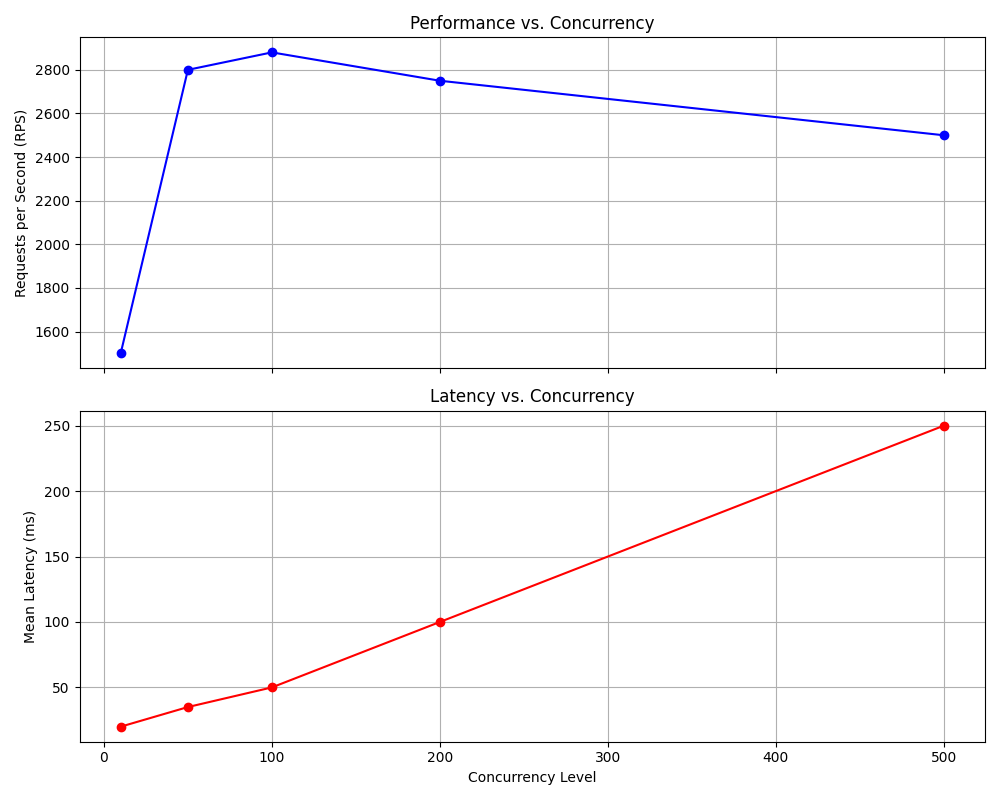 Performance vs. Concurrency
Requests per Second (RPS)
2800
2600
2400
2200
2000
1800
1600
Latency vs. Concurrency
Mean Latency (ms)
250
200
150
100
50
0 100 200 300 400 500
Concurrency Level